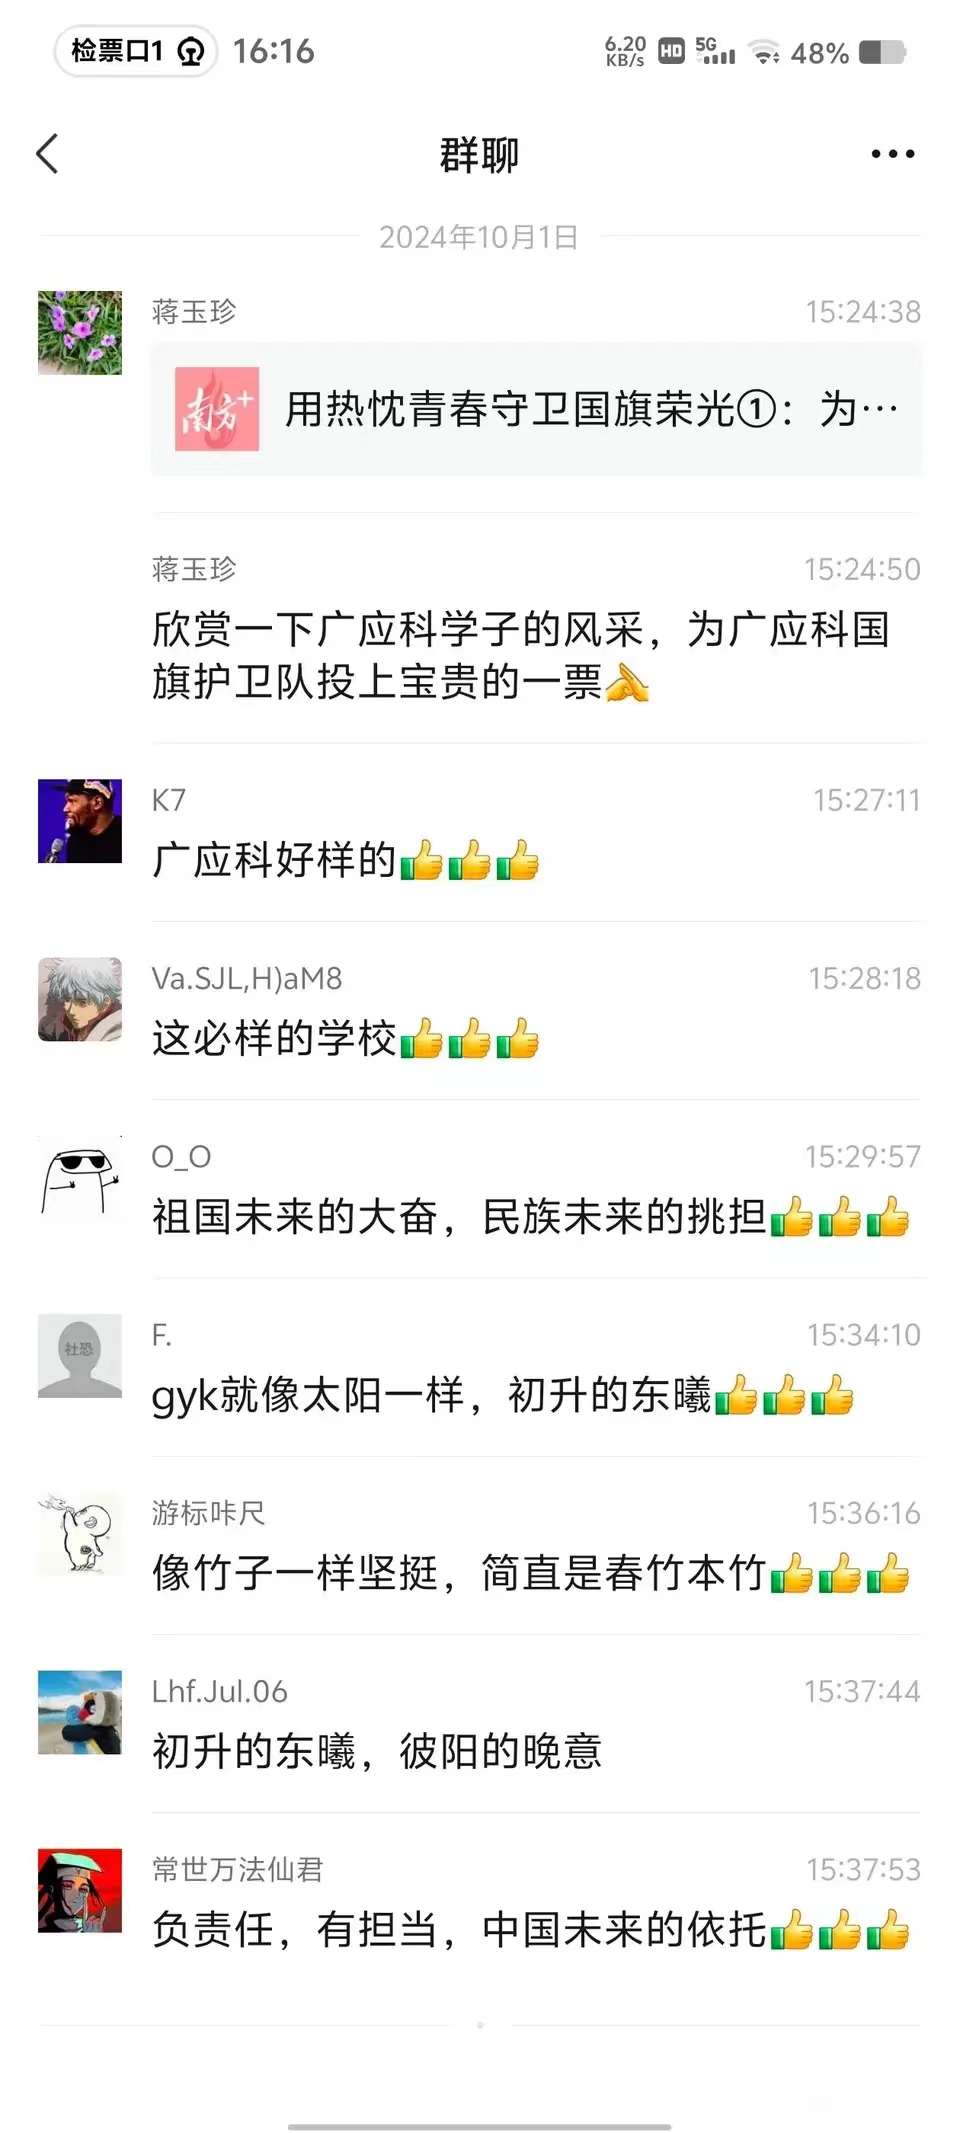 检票口1 16:16 6.20 KB/s HD 5G 48%
群聊
2024年10月1日
蒋玉珍 15:24:38
南方+ 用热忱青春守卫国旗荣光①：为…
蒋玉珍 15:24:50
欣赏一下广应科学子的风采，为广应科国
旗护卫队投上宝贵的一票🙏
K7 15:27:11
广应科好样的👍👍👍
Va.SJL,H)aM8 15:28:18
这必样的学校👍👍👍
O_O 15:29:57
祖国未来的大奋，民族未来的挑担👍👍👍
社恐
F. 15:34:10
gyk就像太阳一样，初升的东曦👍👍👍
游标咔尺 15:36:16
像竹子一样坚挺，简直是春竹本竹👍👍👍
Lhf.Jul.06 15:37:44
初升的东曦，彼阳的晚意
常世万法仙君 15:37:53
负责任，有担当，中国未来的依托👍👍👍